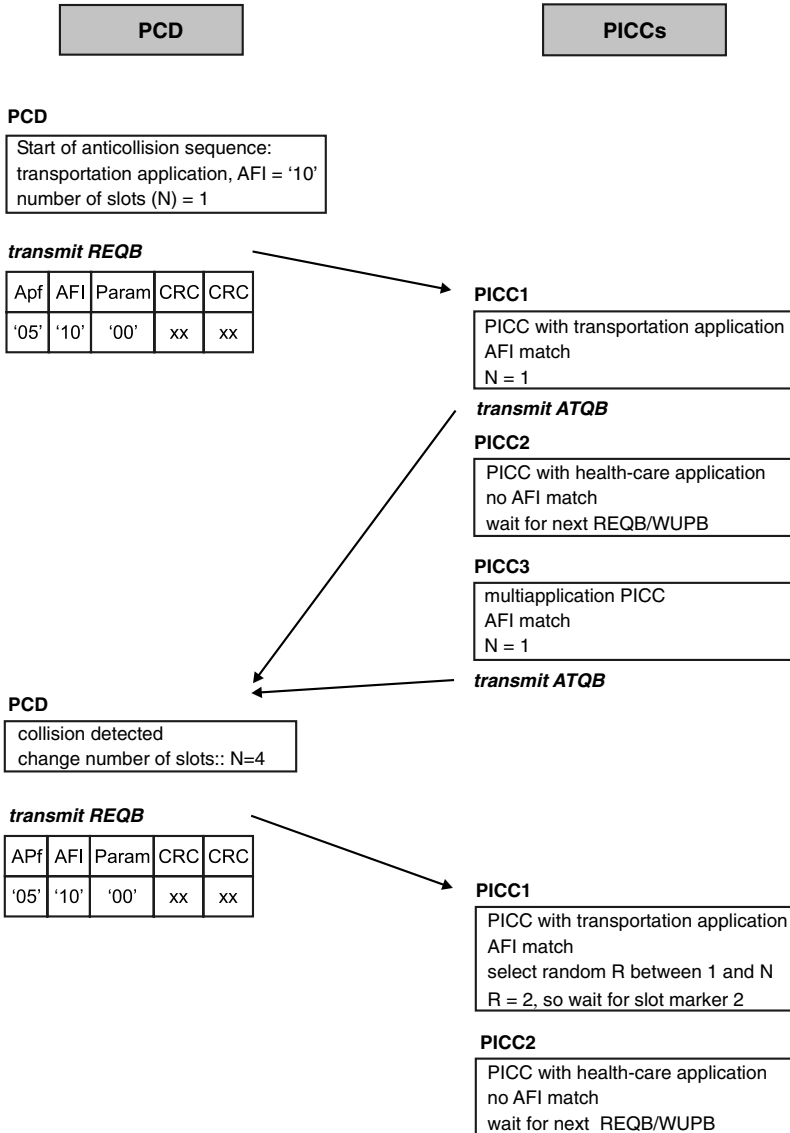 PCD
PICCs
PCD
Start of anticollision sequence:
transportation application, AFI = ‘10’
number of slots (N) = 1
transmit REQB
Apf AFI Param CRC CRC
‘05’ ‘10’ ‘00’ xx xx
PICC1
PICC with transportation application
AFI match
N = 1
transmit ATQB
PICC2
PICC with health-care application
no AFI match
wait for next REQB/WUPB
PICC3
multiapplication PICC
AFI match
N = 1
transmit ATQB
PCD
collision detected
change number of slots:: N=4
transmit REQB
APf AFI Param CRC CRC
‘05’ ‘10’ ‘00’ xx xx
PICC1
PICC with transportation application
AFI match
select random R between 1 and N
R = 2, so wait for slot marker 2
PICC2
PICC with health-care application
no AFI match
wait for next REQB/WUPB